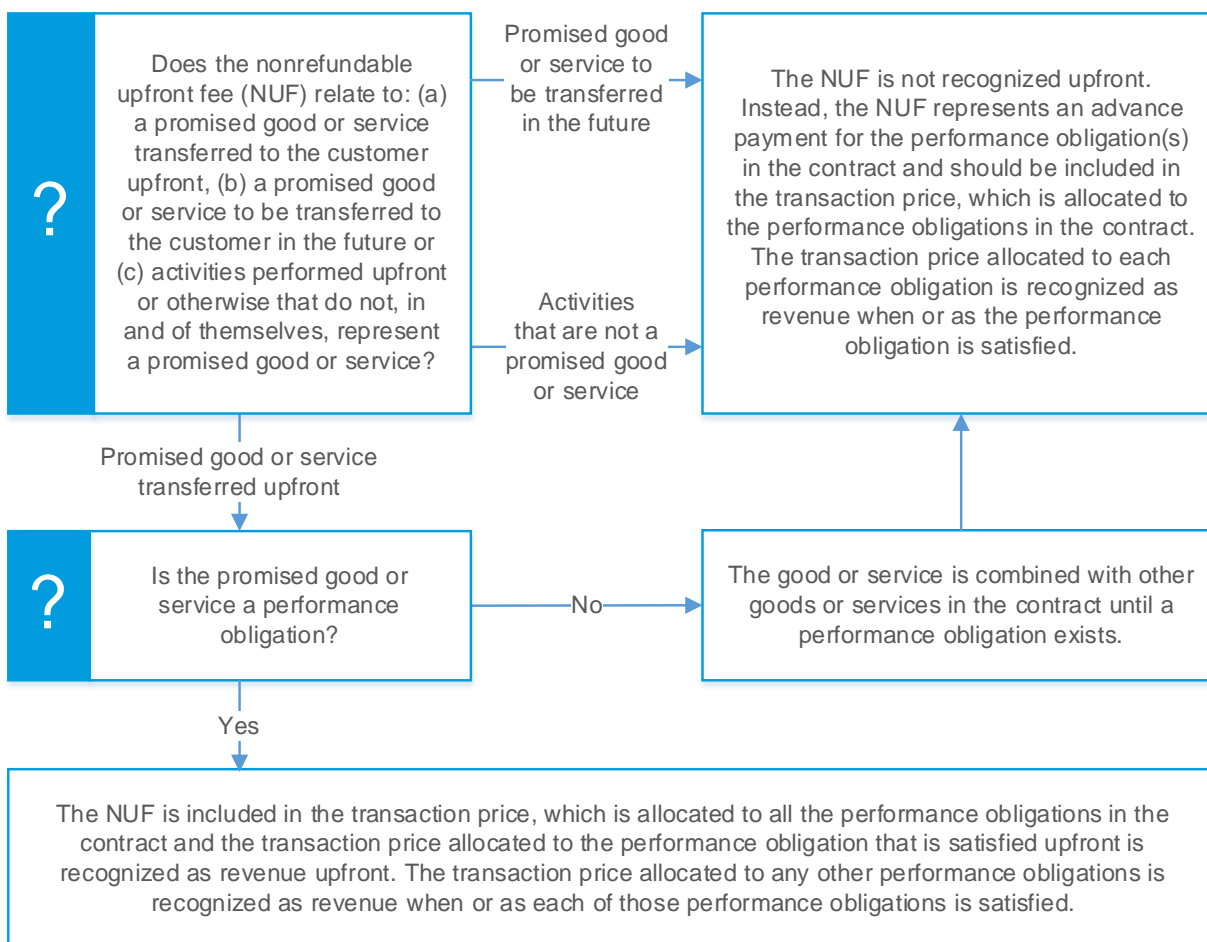 ?
Does the nonrefundable
upfront fee (NUF) relate to: (a)
a promised good or service
transferred to the customer
upfront, (b) a promised good
or service to be transferred to
the customer in the future or
(c) activities performed upfront
or otherwise that do not, in
and of themselves, represent
a promised good or service?
Promised good
or service to
be transferred
in the future
Activities
that are not a
promised good
or service
The NUF is not recognized upfront.
Instead, the NUF represents an advance
payment for the performance obligation(s)
in the contract and should be included in
the transaction price, which is allocated to
the performance obligations in the contract.
The transaction price allocated to each
performance obligation is recognized as
revenue when or as the performance
obligation is satisfied.
Promised good or service
transferred upfront
?
Is the promised good or
service a performance
obligation?
No
The good or service is combined with other
goods or services in the contract until a
performance obligation exists.
Yes
The NUF is included in the transaction price, which is allocated to all the performance obligations in the
contract and the transaction price allocated to the performance obligation that is satisfied upfront is
recognized as revenue upfront. The transaction price allocated to any other performance obligations is
recognized as revenue when or as each of those performance obligations is satisfied.